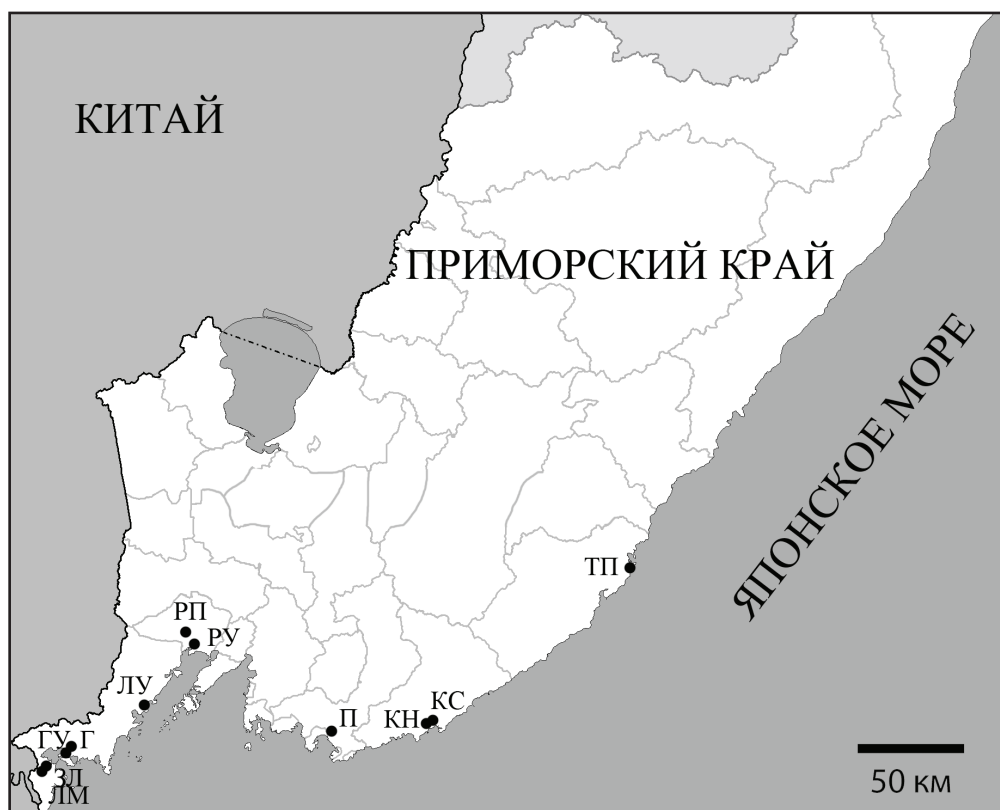 КИТАЙ
ПРИМОРСКИЙ КРАЙ
ЯПОНСКОЕ МОРЕ
ТП
РП
РУ
ЛУ
П
КН
КС
ГУ
Г
ЗЛ
ЛМ
50 км